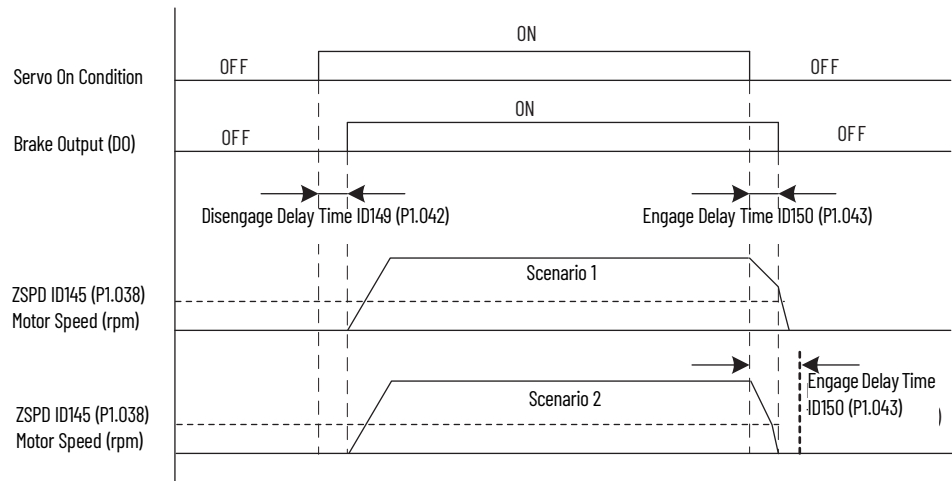 ON
Servo On Condition
OFF
OFF
ON
Brake Output (DO)
OFF
OFF
Disengage Delay Time ID149 (P1.042)
Engage Delay Time ID150 (P1.043)
Scenario 1
ZSPD ID145 (P1.038)
Motor Speed (rpm)
Engage Delay Time
ID150 (P1.043)
Scenario 2
ZSPD ID145 (P1.038)
Motor Speed (rpm)
)